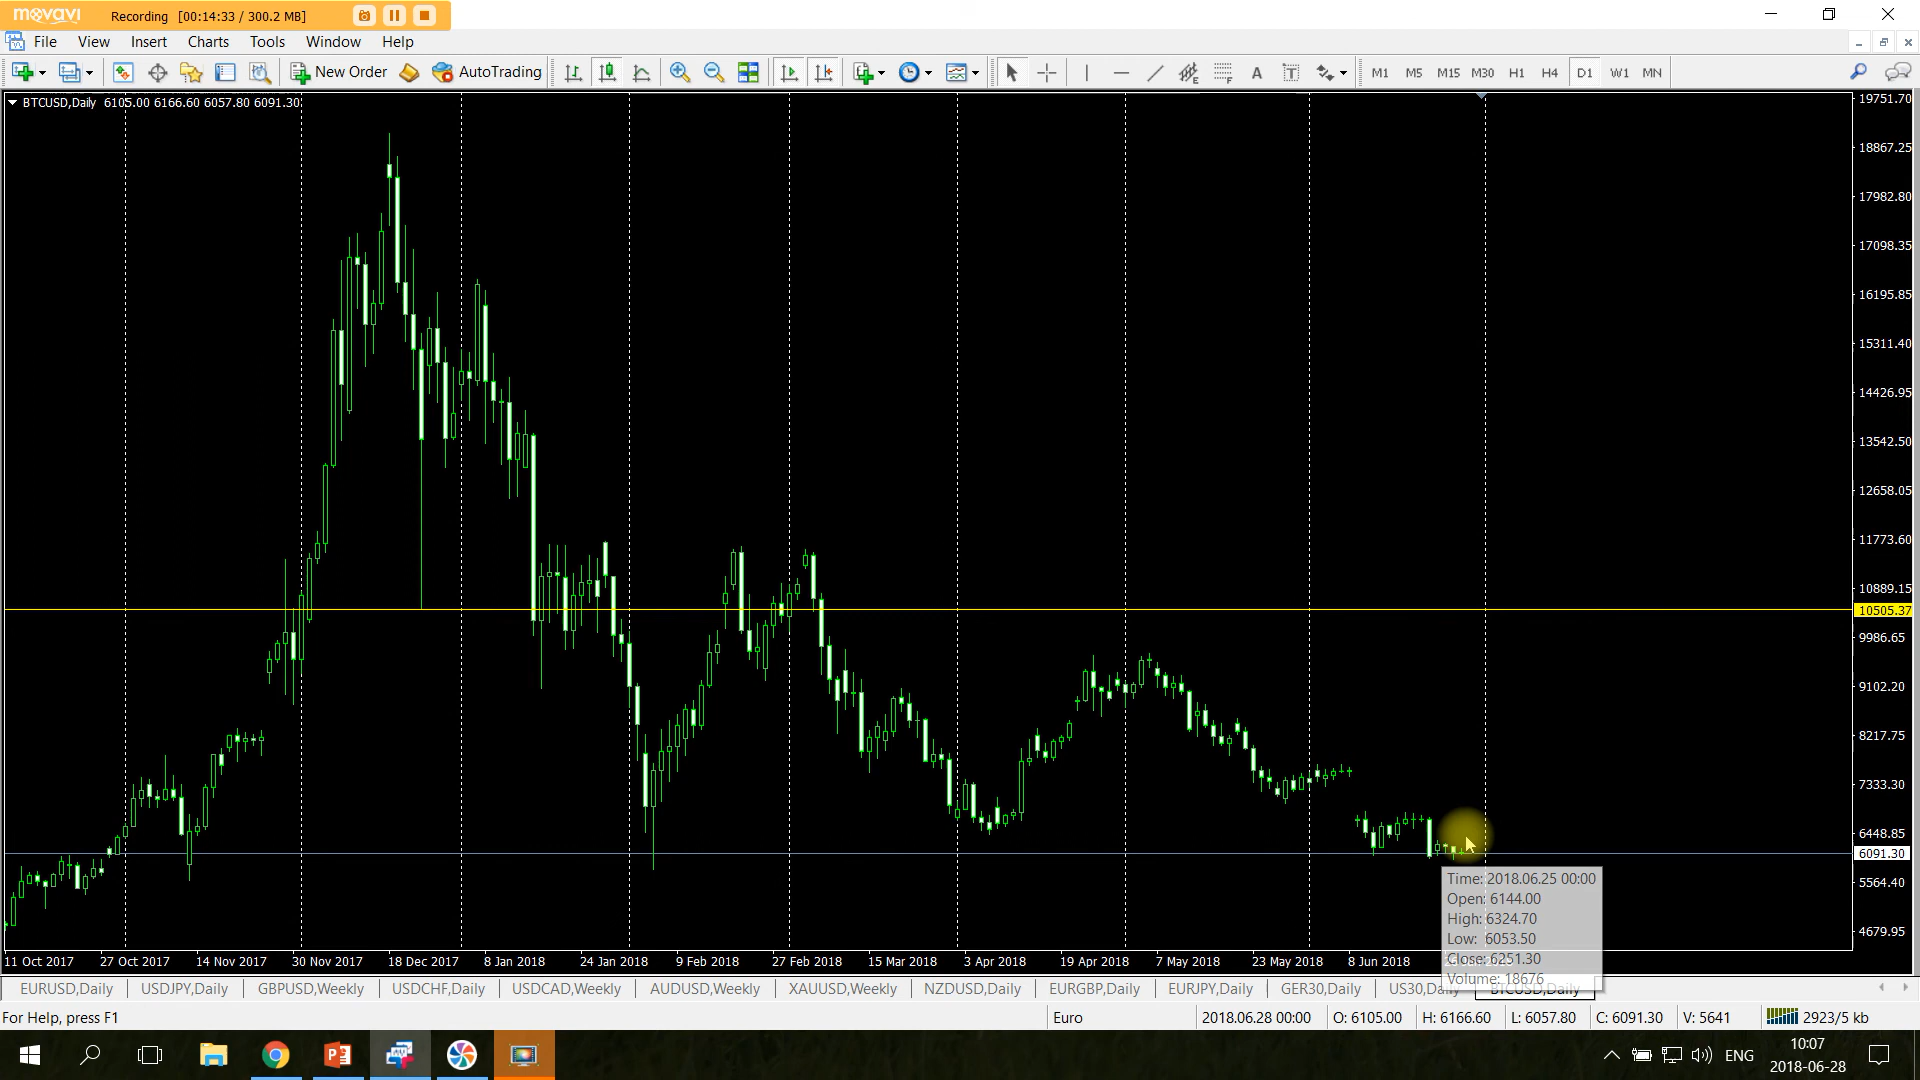 movavi Recording [00:14:33 / 300.2 MB]
File View Insert Charts Tools Window Help
New Order AutoTrading A T M1 M5 M15 M30 H1 H4 D1 W1 MN
BTCUSD,Daily 6105.00 6166.60 6057.80 6091.30
19751.70
18867.25
17982.80
17098.35
16195.85
15311.40
14426.95
13542.50
12658.05
11773.60
10889.15
10505.37
9986.65
9102.20
8217.75
7333.30
6448.85
6091.30
5564.40
4679.95
Time: 2018.06.25 00:00
Open: 6144.00
High: 6324.70
Low: 6053.50
Close: 6251.30
Volume: 18676
11 Oct 2017 27 Oct 2017 14 Nov 2017 30 Nov 2017 18 Dec 2017 8 Jan 2018 24 Jan 2018 9 Feb 2018 27 Feb 2018 15 Mar 2018 3 Apr 2018 19 Apr 2018 7 May 2018 23 May 2018 8 Jun 2018
EURUSD,Daily USDJPY,Daily GBPUSD,Weekly USDCHF,Daily USDCAD,Weekly AUDUSD,Weekly XAUUSD,Weekly NZDUSD,Daily EURGBP,Daily EURJPY,Daily GER30,Daily US30,Daily BTCUSD,Daily
For Help, press F1 Euro 2018.06.28 00:00 O: 6105.00 H: 6166.60 L: 6057.80 C: 6091.30 V: 5641 2923/5 kb
ENG 10:07
2018-06-28